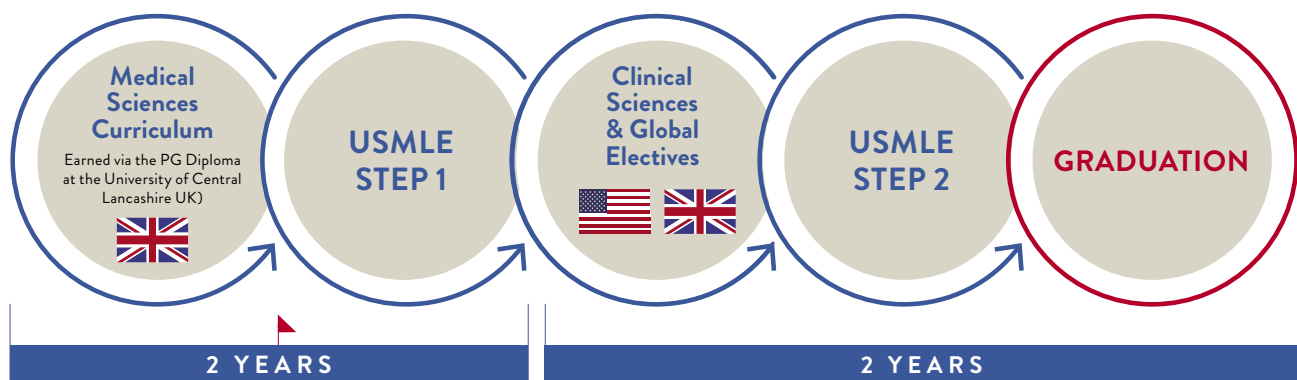 Medical
Sciences
Curriculum
Earned via the PG Diploma
at the University of Central
Lancashire UK)
USMLE
STEP 1
Clinical
Sciences
& Global
Electives
USMLE
STEP 2
GRADUATION
2 YEARS
2 YEARS